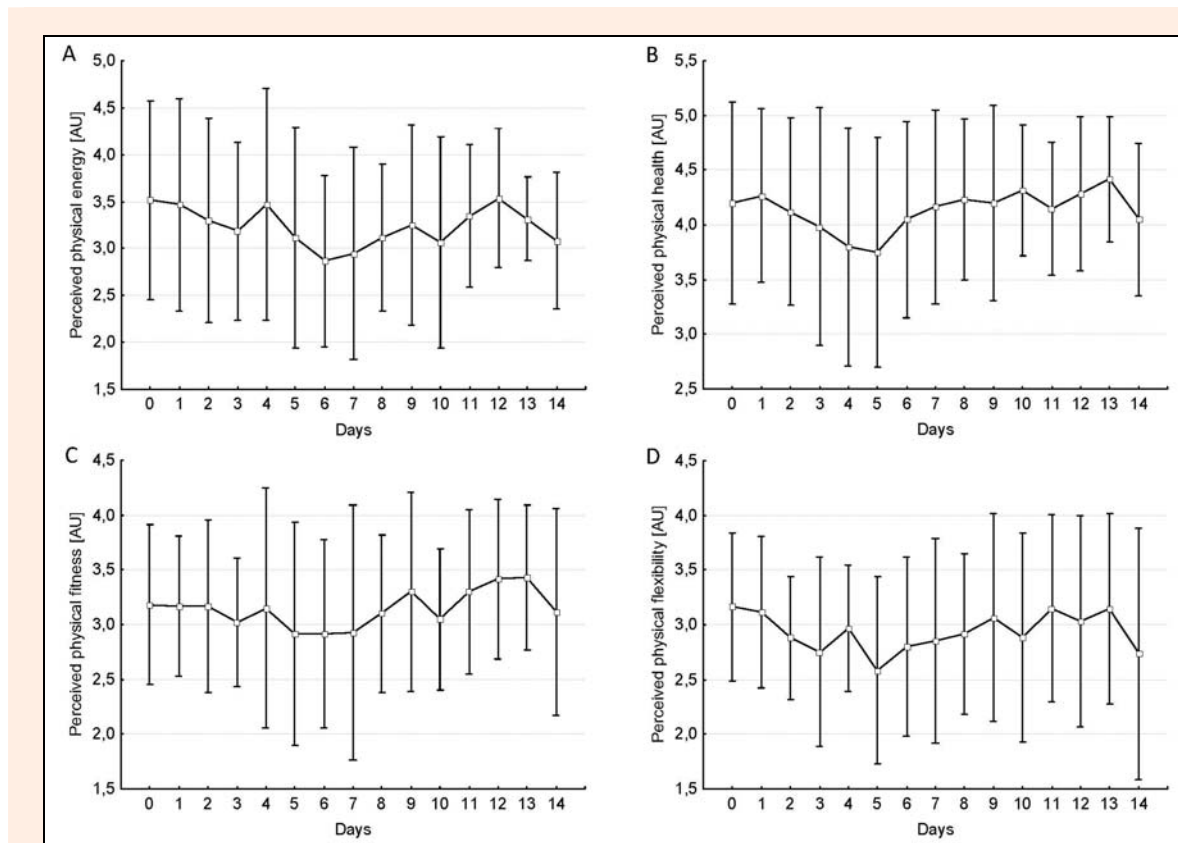 A
Perceived physical energy [AU]
5,0
4,5
4,0
3,5
3,0
2,5
2,0
1,5
0 1 2 3 4 5 6 7 8 9 10 11 12 13 14
Days
B
Perceived physical health [AU]
5,5
5,0
4,5
4,0
3,5
3,0
2,5
0 1 2 3 4 5 6 7 8 9 10 11 12 13 14
Days
C
Perceived physical fitness [AU]
4,5
4,0
3,5
3,0
2,5
2,0
1,5
0 1 2 3 4 5 6 7 8 9 10 11 12 13 14
Days
D
Perceived physical flexibility [AU]
4,5
4,0
3,5
3,0
2,5
2,0
1,5
0 1 2 3 4 5 6 7 8 9 10 11 12 13 14
Days